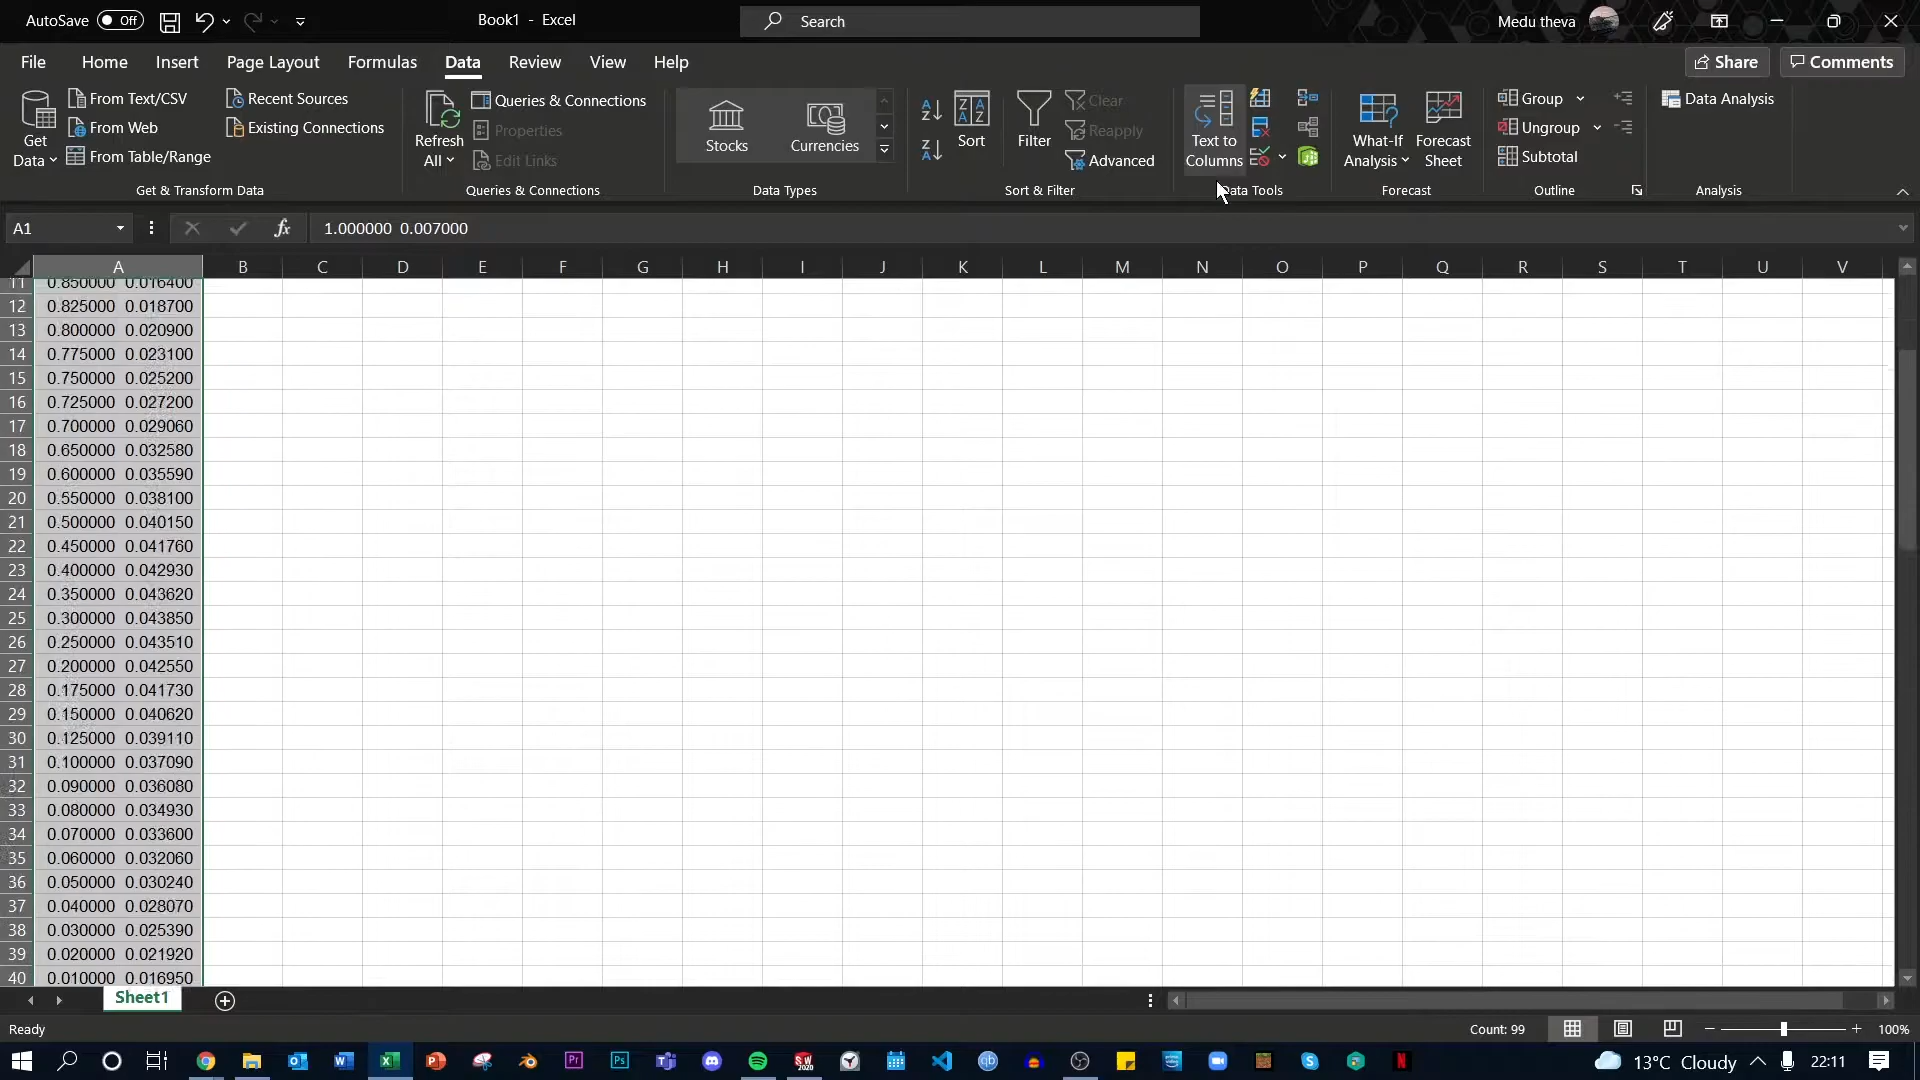 AutoSave Off Book1 - Excel Search Medu theva
File Home Insert Page Layout Formulas Data Review View Help Share Comments
Get Data
From Text/CSV
From Web
From Table/Range
Recent Sources
Existing Connections
Get & Transform Data
Refresh All
Queries & Connections
Properties
Edit Links
Queries & Connections
Stocks
Currencies
Data Types
Sort
Filter
Clear
Reapply
Advanced
Sort & Filter
Text to Columns
Data Tools
What-If Analysis
Forecast Sheet
Forecast
Group
Ungroup
Subtotal
Outline
Data Analysis
Analysis
A1 fx 1.000000 0.007000
A B C D E F G H I J K L M N O P Q R S T U V
11 0.850000 0.016400
12 0.825000 0.018700
13 0.800000 0.020900
14 0.775000 0.023100
15 0.750000 0.025200
16 0.725000 0.027200
17 0.700000 0.029060
18 0.650000 0.032580
19 0.600000 0.035590
20 0.550000 0.038100
21 0.500000 0.040150
22 0.450000 0.041760
23 0.400000 0.042930
24 0.350000 0.043620
25 0.300000 0.043850
26 0.250000 0.043510
27 0.200000 0.042550
28 0.175000 0.041730
29 0.150000 0.040620
30 0.125000 0.039110
31 0.100000 0.037090
32 0.090000 0.036080
33 0.080000 0.034930
34 0.070000 0.033600
35 0.060000 0.032060
36 0.050000 0.030240
37 0.040000 0.028070
38 0.030000 0.025390
39 0.020000 0.021920
40 0.010000 0.016950
Sheet1
Ready Count: 99 100%
13°C Cloudy 22:11